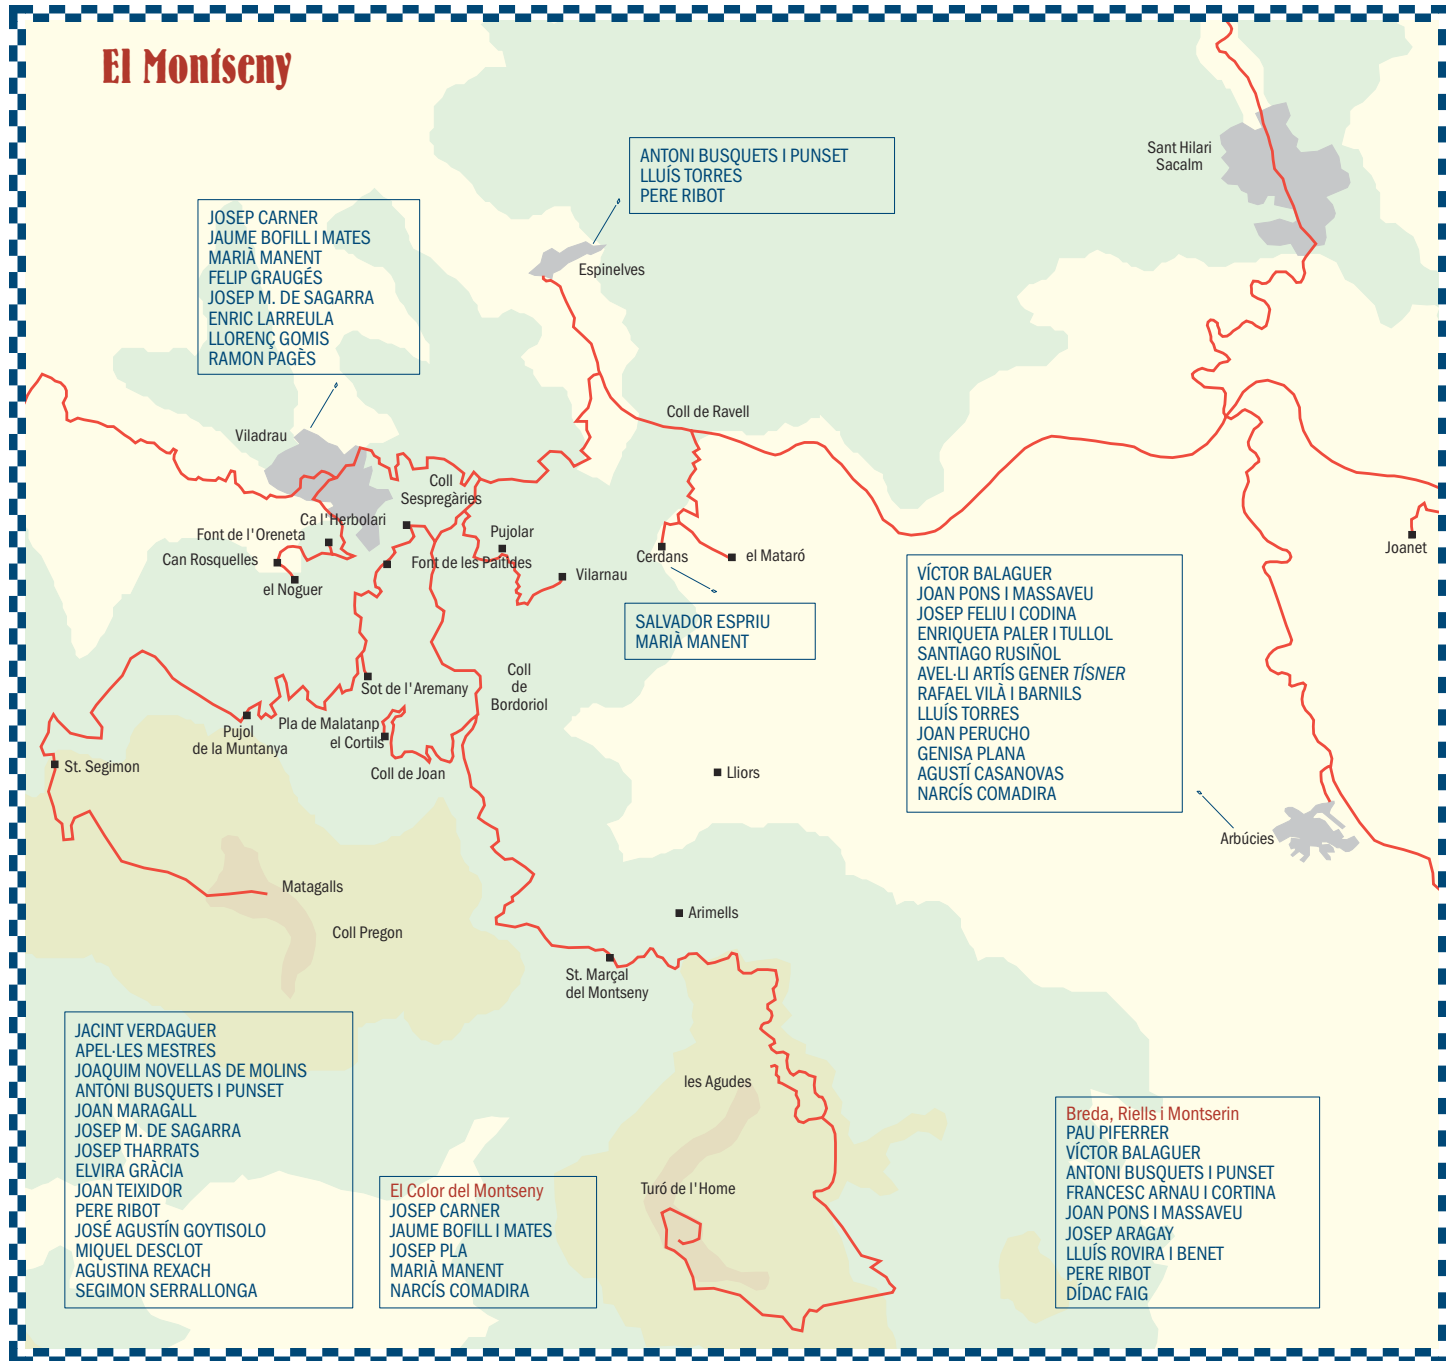 El Montseny
ANTONI BUSQUETS I PUNSET
LLUÍS TORRES
PERE RIBOT
Sant Hilari
Sacalm
JOSEP CARNER
JAUME BOFILL I MATES
MARIÀ MANENT
FELIP GRAUGÉS
JOSEP M. DE SAGARRA
ENRIC LARREULA
LLORENÇ GOMIS
RAMON PAGÈS
Espinelves
Coll de Ravell
Viladrau
Coll
Sespregàries
Ca l'Herbolari
Font de l'Oreneta
Can Rosquelles
el Noguer
Pujolar
Font de les Paitides
Vilarnau
Cerdans
el Mataró
Joanet
SALVADOR ESPRIU
MARIÀ MANENT
VÍCTOR BALAGUER
JOAN PONS I MASSAVEU
JOSEP FELIU I CODINA
ENRIQUETA PALER I TULLOL
SANTIAGO RUSIÑOL
AVEL·LI ARTÍS GENER TÍSNER
RAFAEL VILÀ I BARNILS
LLUÍS TORRES
JOAN PERUCHO
GENISA PLANA
AGUSTÍ CASANOVAS
NARCÍS COMADIRA
Coll
de
Bordoriol
Sot de l'Aremany
Pla de Malatanp
el Cortils
Pujol
de la Muntanya
Coll de Joan
St. Segimon
Lliors
Arbúcies
Matagalls
Coll Pregon
Arimells
St. Marçal
del Montseny
les Agudes
Turó de l'Home
JACINT VERDAGUER
APEL·LES MESTRES
JOAQUIM NOVELLAS DE MOLINS
ANTONI BUSQUETS I PUNSET
JOAN MARAGALL
JOSEP M. DE SAGARRA
JOSEP THARRATS
ELVIRA GRÀCIA
JOAN TEIXIDOR
PERE RIBOT
JOSÉ AGUSTÍN GOYTISOLO
MIQUEL DESCLOT
AGUSTINA REXACH
SEGIMON SERRALLONGA
El Color del Montseny
JOSEP CARNER
JAUME BOFILL I MATES
JOSEP PLA
MARIÀ MANENT
NARCÍS COMADIRA
Breda, Riells i Montserin
PAU PIFERRER
VÍCTOR BALAGUER
ANTONI BUSQUETS I PUNSET
FRANCESC ARNAU I CORTINA
JOAN PONS I MASSAVEU
JOSEP ARAGAY
LLUÍS ROVIRA I BENET
PERE RIBOT
DÍDAC FAIG